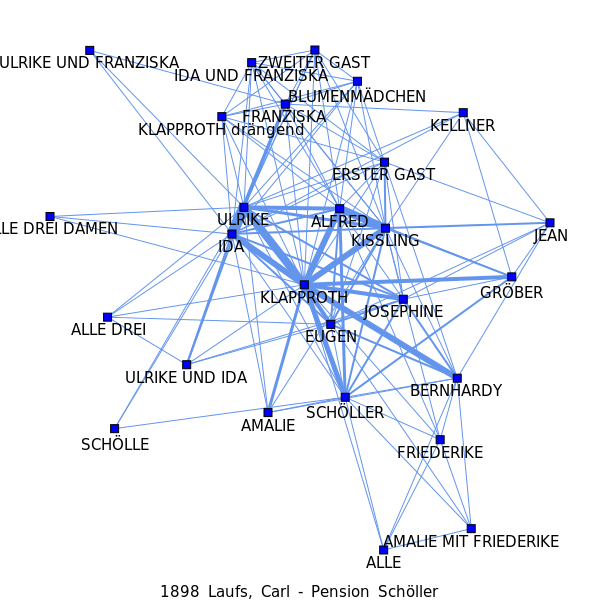 ULRIKE UND FRANZISKA
ZWEITER GAST
IDA UND FRANZISKA
BLUMENMÄDCHEN
FRANZISKA
KLAPPROTH drängend
KELLNER
ERSTER GAST
ULRIKE
ALFRED
LLE DREI DAMEN
KISSLING
JEAN
IDA
GRÖBER
KLAPPROTH
JOSEPHINE
ALLE DREI
EUGEN
ULRIKE UND IDA
BERNHARDY
SCHÖLLER
AMALIE
SCHÖLLE
FRIEDERIKE
AMALIE MIT FRIEDERIKE
ALLE
1898 Laufs, Carl - Pension Schöller